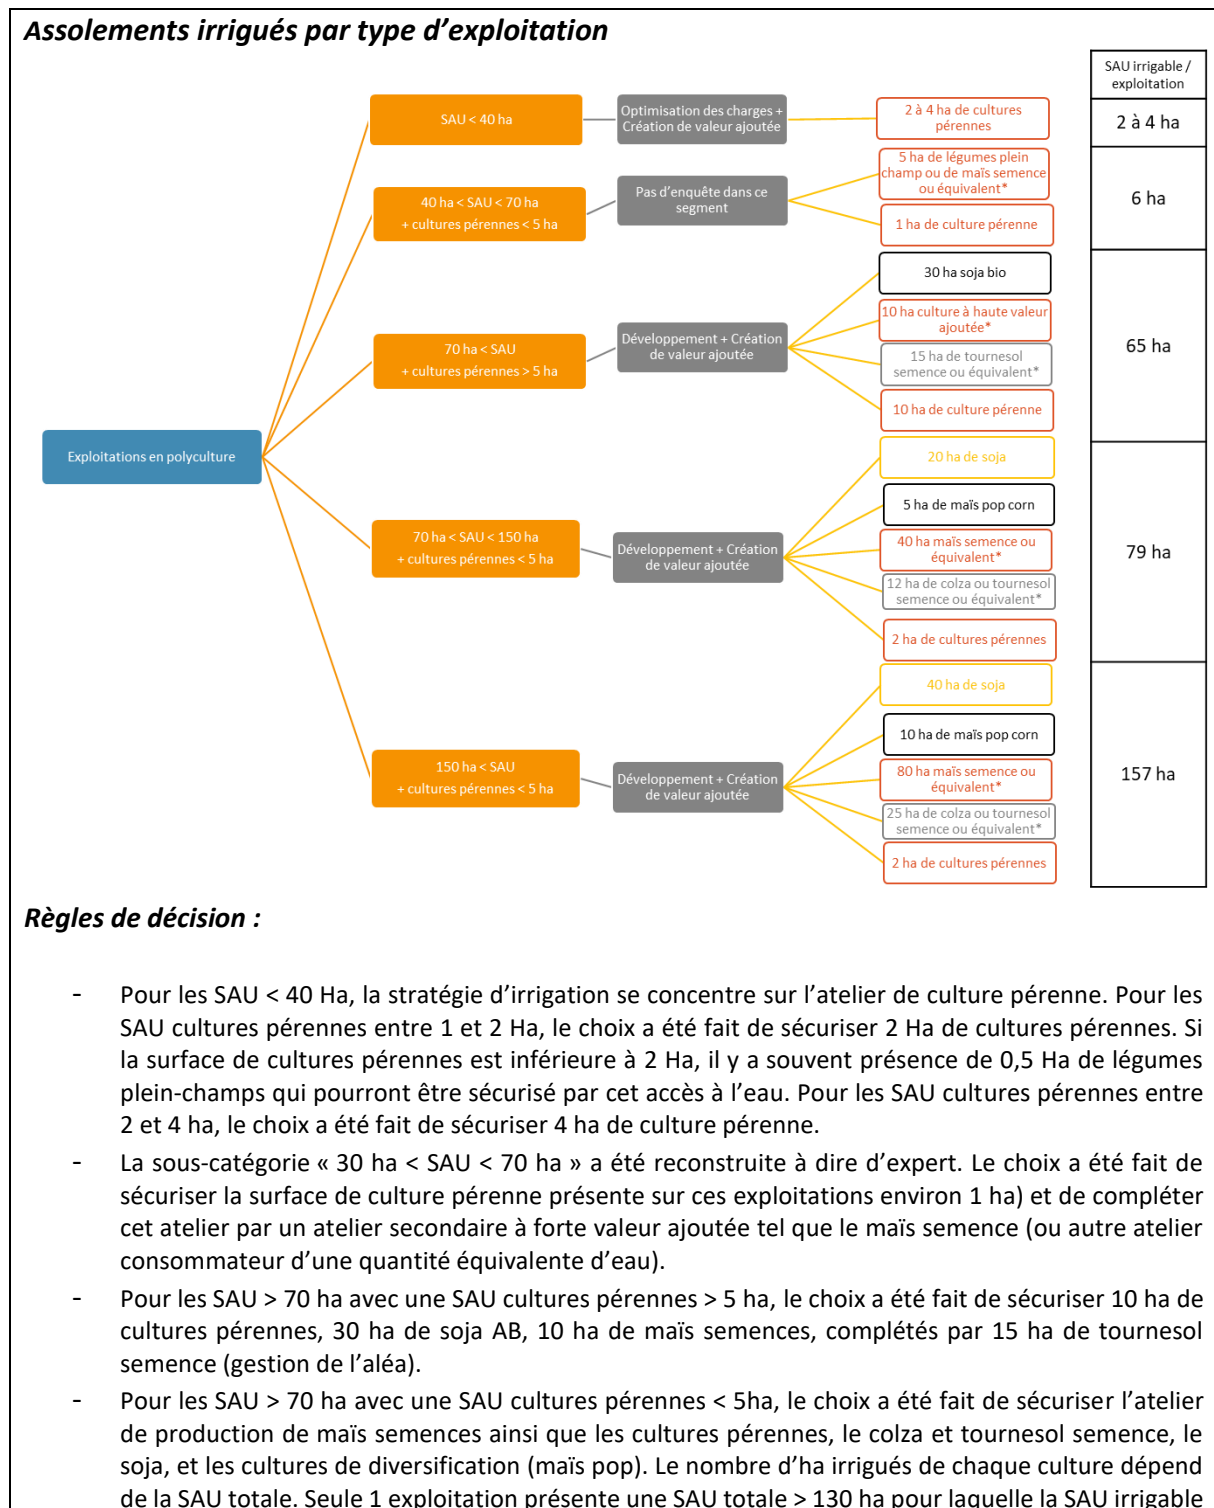 Assolements irrigués par type d’exploitation
SAU irrigable /
exploitation
SAU < 40 ha
Optimisation des charges +
Création de valeur ajoutée
2 à 4 ha de cultures
pérennes
2 à 4 ha
40 ha < SAU < 70 ha
+ cultures pérennes < 5 ha
Pas d’enquête dans ce
segment
5 ha de légumes plein
champ ou de maïs semence
ou équivalent*
1 ha de culture pérenne
6 ha
70 ha < SAU
+ cultures pérennes > 5 ha
Développement + Création
de valeur ajoutée
30 ha soja bio
10 ha culture à haute valeur
ajoutée*
15 ha de tournesol
semence ou équivalent*
10 ha de culture pérenne
65 ha
Exploitations en polyculture
70 ha < SAU < 150 ha
+ cultures pérennes < 5 ha
Développement + Création
de valeur ajoutée
20 ha de soja
5 ha de maïs pop corn
40 ha maïs semence ou
équivalent*
12 ha de colza ou tournesol
semence ou équivalent*
2 ha de cultures pérennes
79 ha
150 ha < SAU
+ cultures pérennes < 5 ha
Développement + Création
de valeur ajoutée
40 ha de soja
10 ha de maïs pop corn
80 ha maïs semence ou
équivalent*
25 ha de colza ou tournesol
semence ou équivalent*
2 ha de cultures pérennes
157 ha
Règles de décision :
- Pour les SAU < 40 Ha, la stratégie d’irrigation se concentre sur l’atelier de culture pérenne. Pour les
SAU cultures pérennes entre 1 et 2 Ha, le choix a été fait de sécuriser 2 Ha de cultures pérennes. Si
la surface de cultures pérennes est inférieure à 2 Ha, il y a souvent présence de 0,5 Ha de légumes
plein-champs qui pourront être sécurisé par cet accès à l’eau. Pour les SAU cultures pérennes entre
2 et 4 ha, le choix a été fait de sécuriser 4 ha de culture pérenne.
- La sous-catégorie « 30 ha < SAU < 70 ha » a été reconstruite à dire d’expert. Le choix a été fait de
sécuriser la surface de culture pérenne présente sur ces exploitations environ 1 ha) et de compléter
cet atelier par un atelier secondaire à forte valeur ajoutée tel que le maïs semence (ou autre atelier
consommateur d’une quantité équivalente d’eau).
- Pour les SAU > 70 ha avec une SAU cultures pérennes > 5 ha, le choix a été fait de sécuriser 10 ha de
cultures pérennes, 30 ha de soja AB, 10 ha de maïs semences, complétés par 15 ha de tournesol
semence (gestion de l’aléa).
- Pour les SAU > 70 ha avec une SAU cultures pérennes < 5ha, le choix a été fait de sécuriser l’atelier
de production de maïs semences ainsi que les cultures pérennes, le colza et tournesol semence, le
soja, et les cultures de diversification (maïs pop). Le nombre d’ha irrigués de chaque culture dépend
de la SAU totale. Seule 1 exploitation présente une SAU totale > 130 ha pour laquelle la SAU irrigable